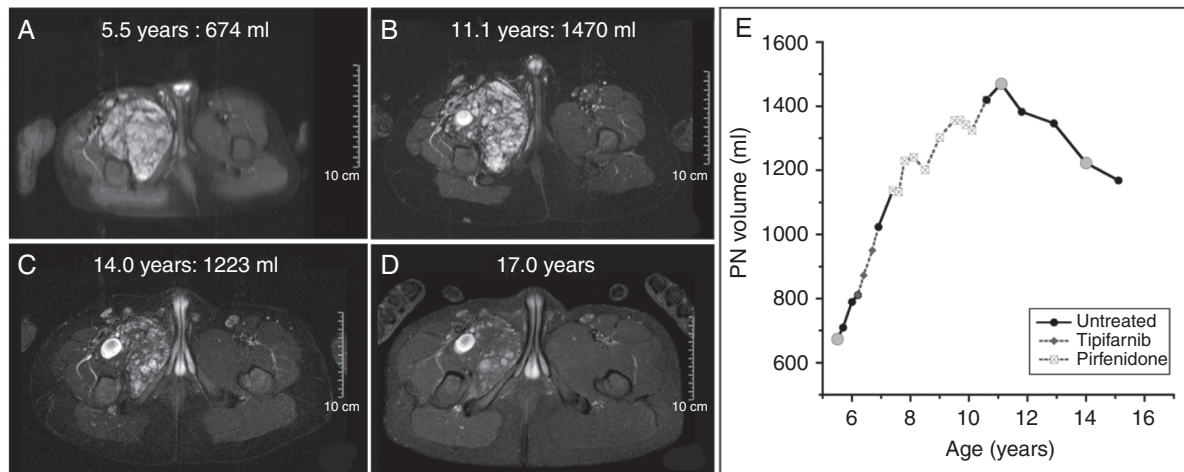 A
5.5 years : 674 ml
10 cm
B
11.1 years: 1470 ml
10 cm
C
14.0 years: 1223 ml
10 cm
D
17.0 years
10 cm
E
1600
1400
1200
1000
800
600
PN volume (ml)
6 8 10 12 14 16
Age (years)
Untreated
Tipifarnib
Pirfenidone